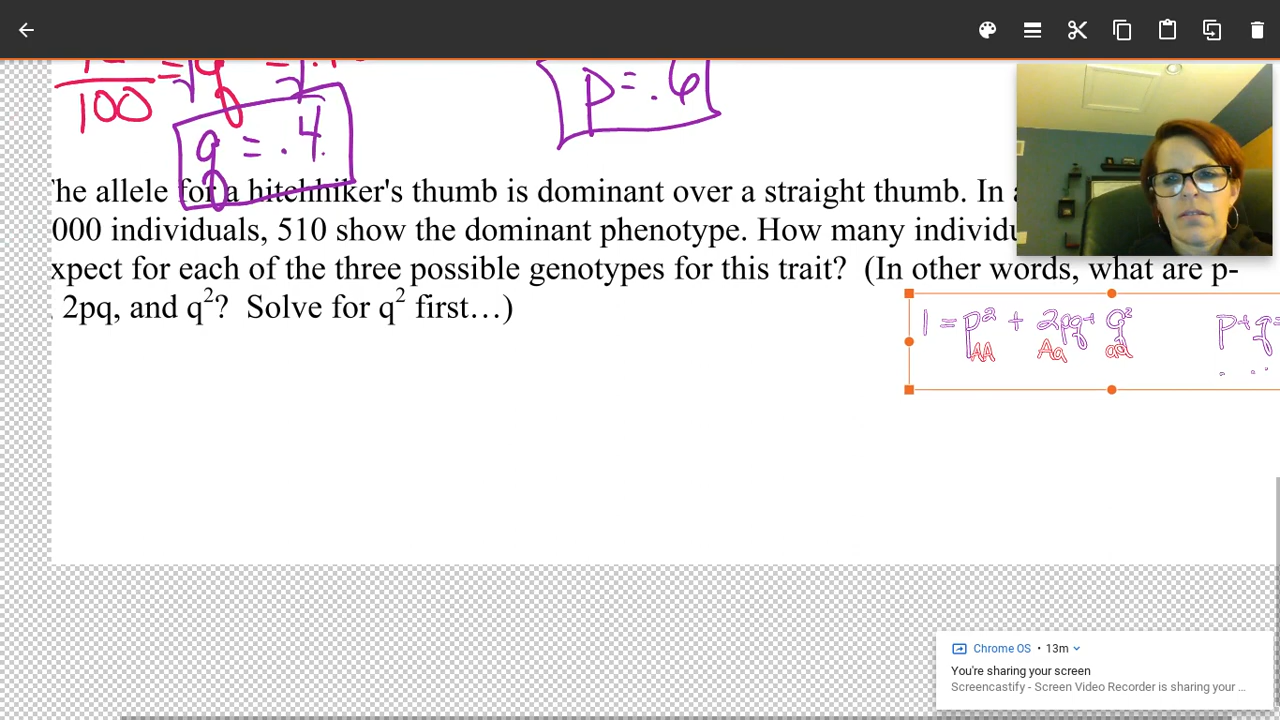 100
q = .4
p = .6
he allele for a hitchhiker's thumb is dominant over a straight thumb. In a
000 individuals, 510 show the dominant phenotype. How many individu
xpect for each of the three possible genotypes for this trait? (In other words, what are p-
2pq, and q²? Solve for q² first…)
1 = p² + 2pq + q²
AA Aa aa
p + q =
Chrome OS • 13m
You're sharing your screen
Screencastify - Screen Video Recorder is sharing your ...